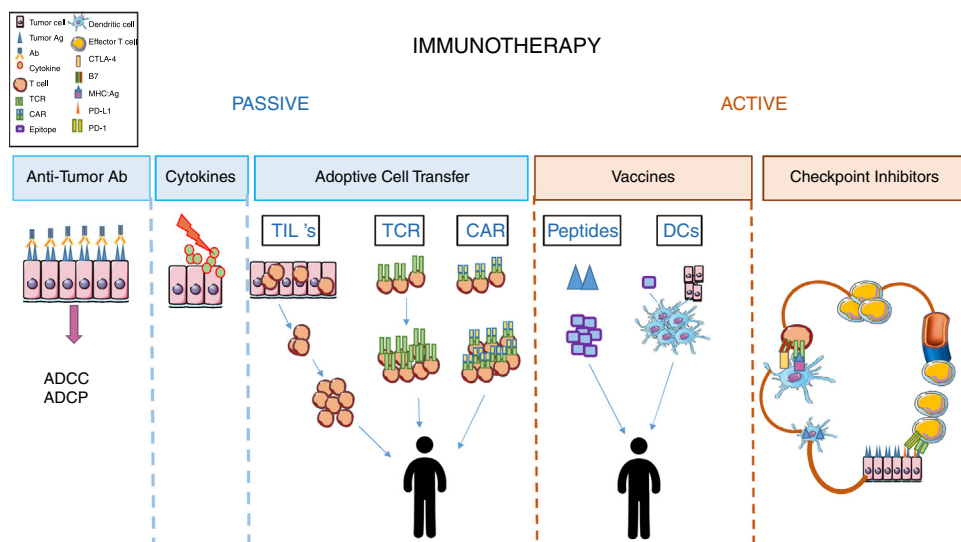 Tumor cell
Tumor Ag
Ab
Cytokine
T cell
TCR
CAR
Epitope
Dendritic cell
Effector T cell
CTLA-4
B7
MHC:Ag
PD-L1
PD-1
IMMUNOTHERAPY
PASSIVE
ACTIVE
Anti-Tumor Ab
Cytokines
Adoptive Cell Transfer
Vaccines
Checkpoint Inhibitors
TIL 's
TCR
CAR
Peptides
DCs
ADCC
ADCP